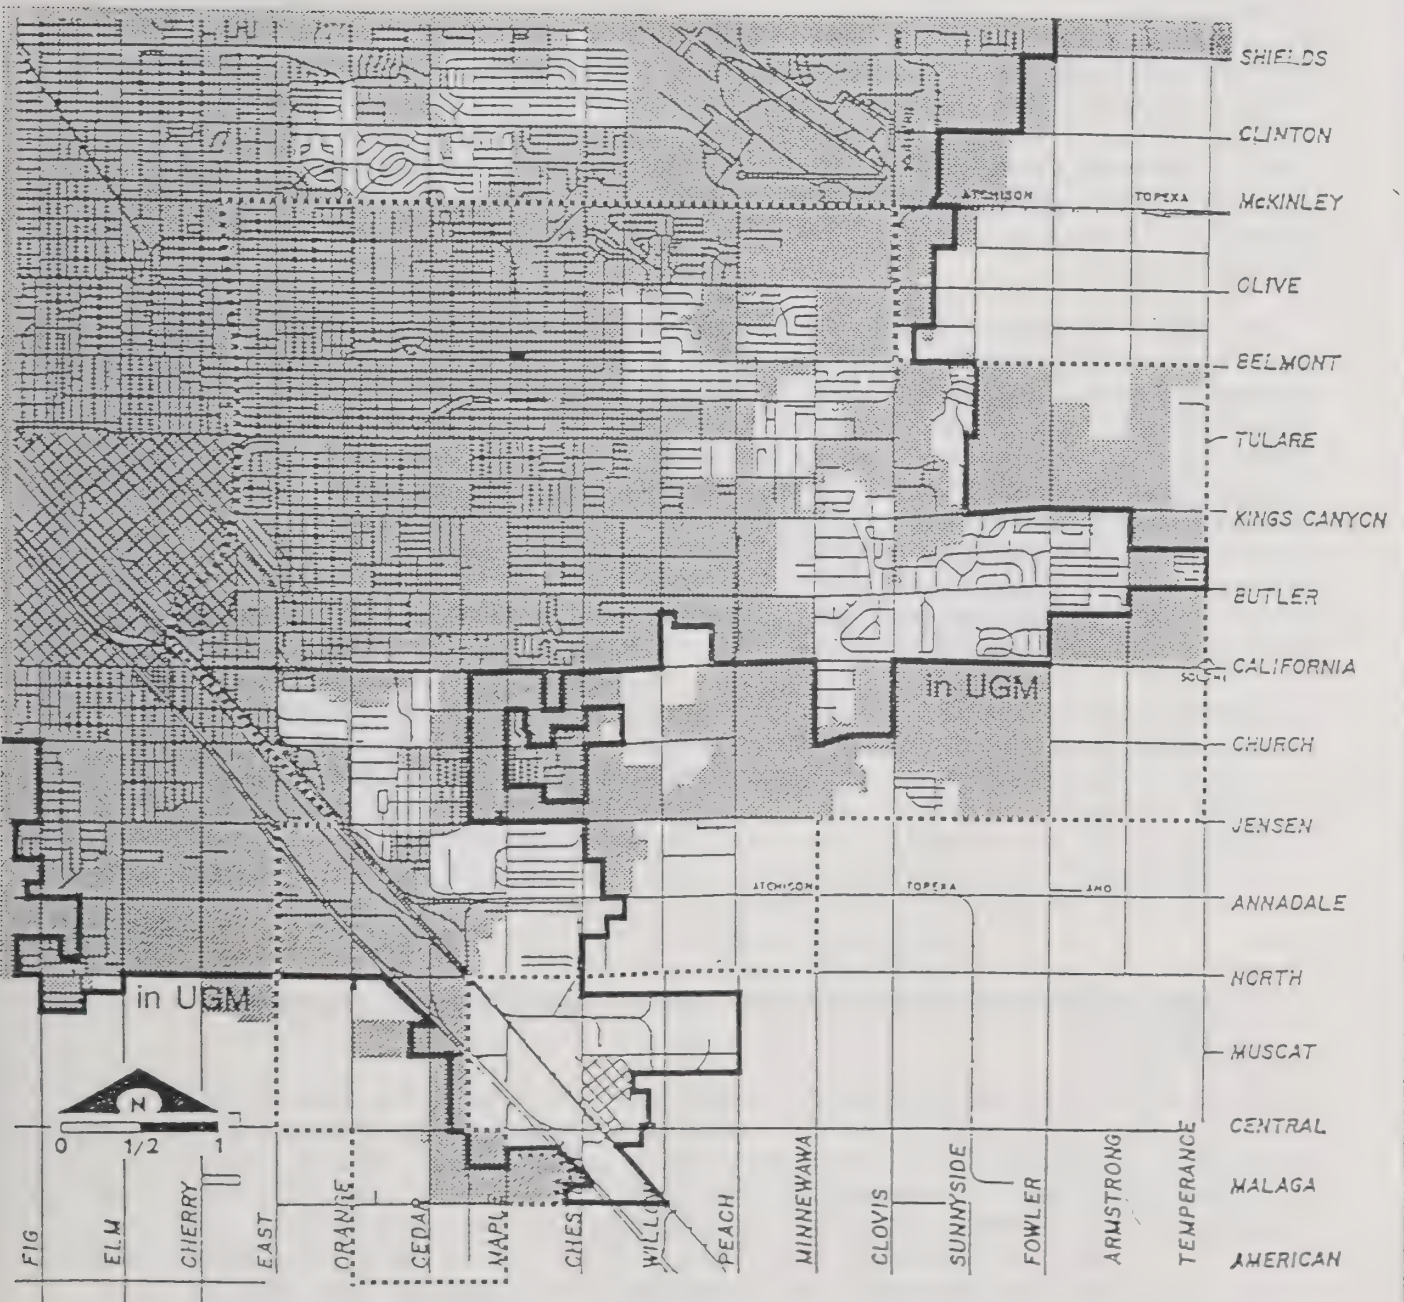 SHIELDS
CLINTON
ATCHISON TOPEKA McKINLEY
OLIVE
BELMONT
TULARE
KINGS CANYON
BUTLER
CALIFORNIA
in UGM
CHURCH
JENSEN
ATCHISON TOPEKA AND
ANNADALE
NORTH
in UGM
MUSCAT
N
0 1/2 1
CENTRAL
MALAGA
AMERICAN
FIG
ELM
CHERRY
EAST
ORANGE
CEDAR
MAPLE
CHES
WILLOW
PEACH
MINNEWAWA
CLOVIS
SUNNYSIDE
FOWLER
ARMSTRONG
TEMPERANCE